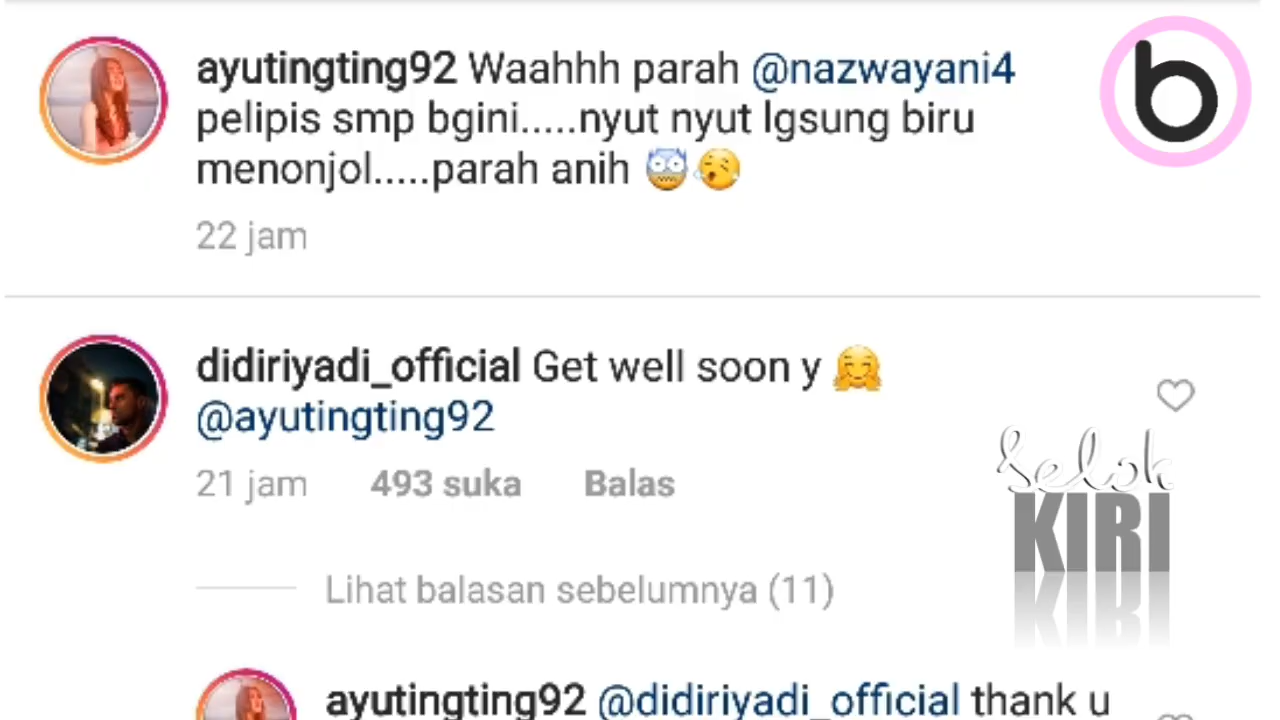 ayutingting92 Waahhh parah @nazwayani4
pelipis smp bgini.....nyut nyut lgsung biru
menonjol.....parah anih 🥶😪
22 jam
b
didiriyadi_official Get well soon y 🤗
@ayutingting92
21 jam 493 suka Balas
Selok
KIRI
Lihat balasan sebelumnya (11)
ayutingting92 @didiriyadi_official thank u